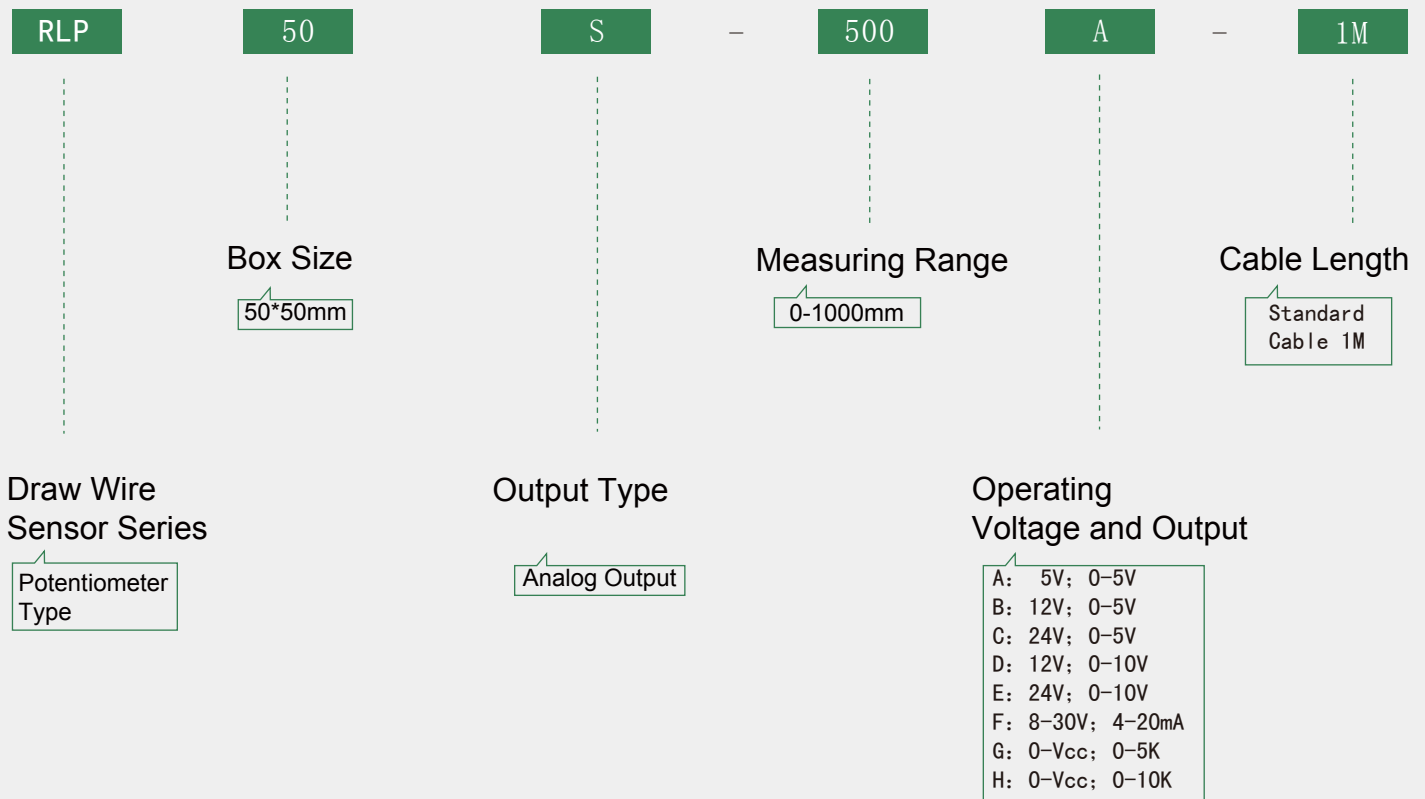 RLP 50 S - 500 A - 1M
Box Size
50*50mm
Measuring Range
0-1000mm
Cable Length
Standard
Cable 1M
Draw Wire
Sensor Series
Potentiometer
Type
Output Type
Analog Output
Operating
Voltage and Output
A: 5V; 0-5V
B: 12V; 0-5V
C: 24V; 0-5V
D: 12V; 0-10V
E: 24V; 0-10V
F: 8-30V; 4-20mA
G: 0-Vcc; 0-5K
H: 0-Vcc; 0-10K